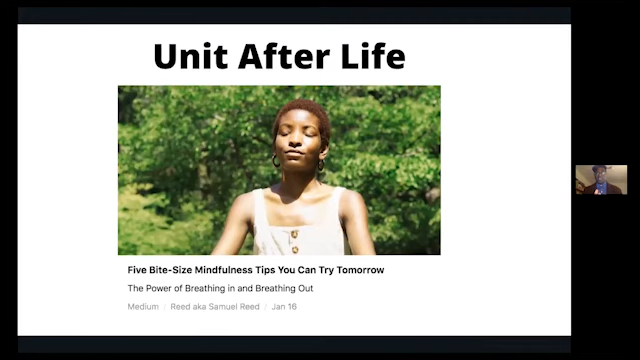 Unit After Life
Five Bite-Size Mindfulness Tips You Can Try Tomorrow
The Power of Breathing in and Breathing Out
Medium / Reed aka Samuel Reed / Jan 16